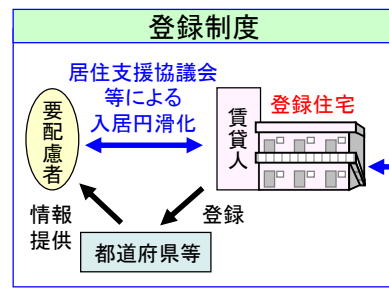 登録制度
居住支援協議会
等による
入居円滑化
要配慮者
賃貸人
登録住宅
情報
提供
登録
都道府県等